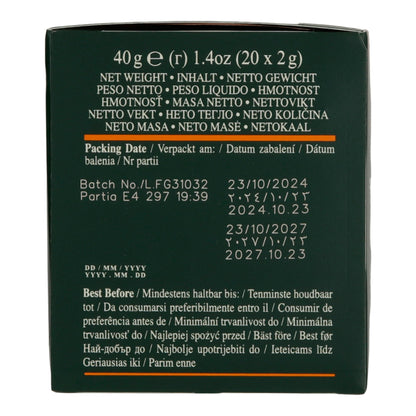 40g e (г) 1.4oz (20 x 2g)
NET WEIGHT • INHALT • NETTO GEWICHT
PESO NETTO • PESO LIQUIDO • HMOTNOST
HMOTNOSŤ • MASA NETTO • NETTOVIKT
NETTO VEKT • НЕТО ТЕГЛО • NETO KOLIČINA
NETO MASA • NETO MASĖ • NETOKAAL
Packing Date / Verpackt am: / Datum zabalení / Dátum
balenia / Nr partii
Batch No./L.FG31032 23/10/2024
Partia E4 297 19:39 ٢٠٢٤/١٠/٢٣
2024.10.23
23/10/2027
٢٠٢٧/١٠/٢٣
2027.10.23
DD / MM / YYYY
YYYY . MM . DD
Best Before / Mindestens haltbar bis: / Tenminste houdbaar
tot / Da consumarsi preferibilmente entro il / Consumir de
preferência antes de / Minimální trvanlivost do / Minimálna
trvanlivosť do / Najlepiej spożyć przed / Bäst före / Best før
Най-добър до / Najbolje upotrijebiti do / Ieteicams līdz
Geriausias iki / Parim enne